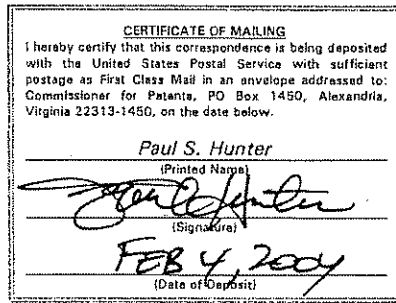 CERTIFICATE OF MAILING
I hereby certify that this correspondence is being deposited
with the United States Postal Service with sufficient
postage as First Class Mail in an envelope addressed to:
Commissioner for Patents, PO Box 1450, Alexandria,
Virginia 22313-1450, on the date below.
Paul S. Hunter
(Printed Name)
Paul S Hunter
(Signature)
FEB 4, 2004
(Date of Deposit)